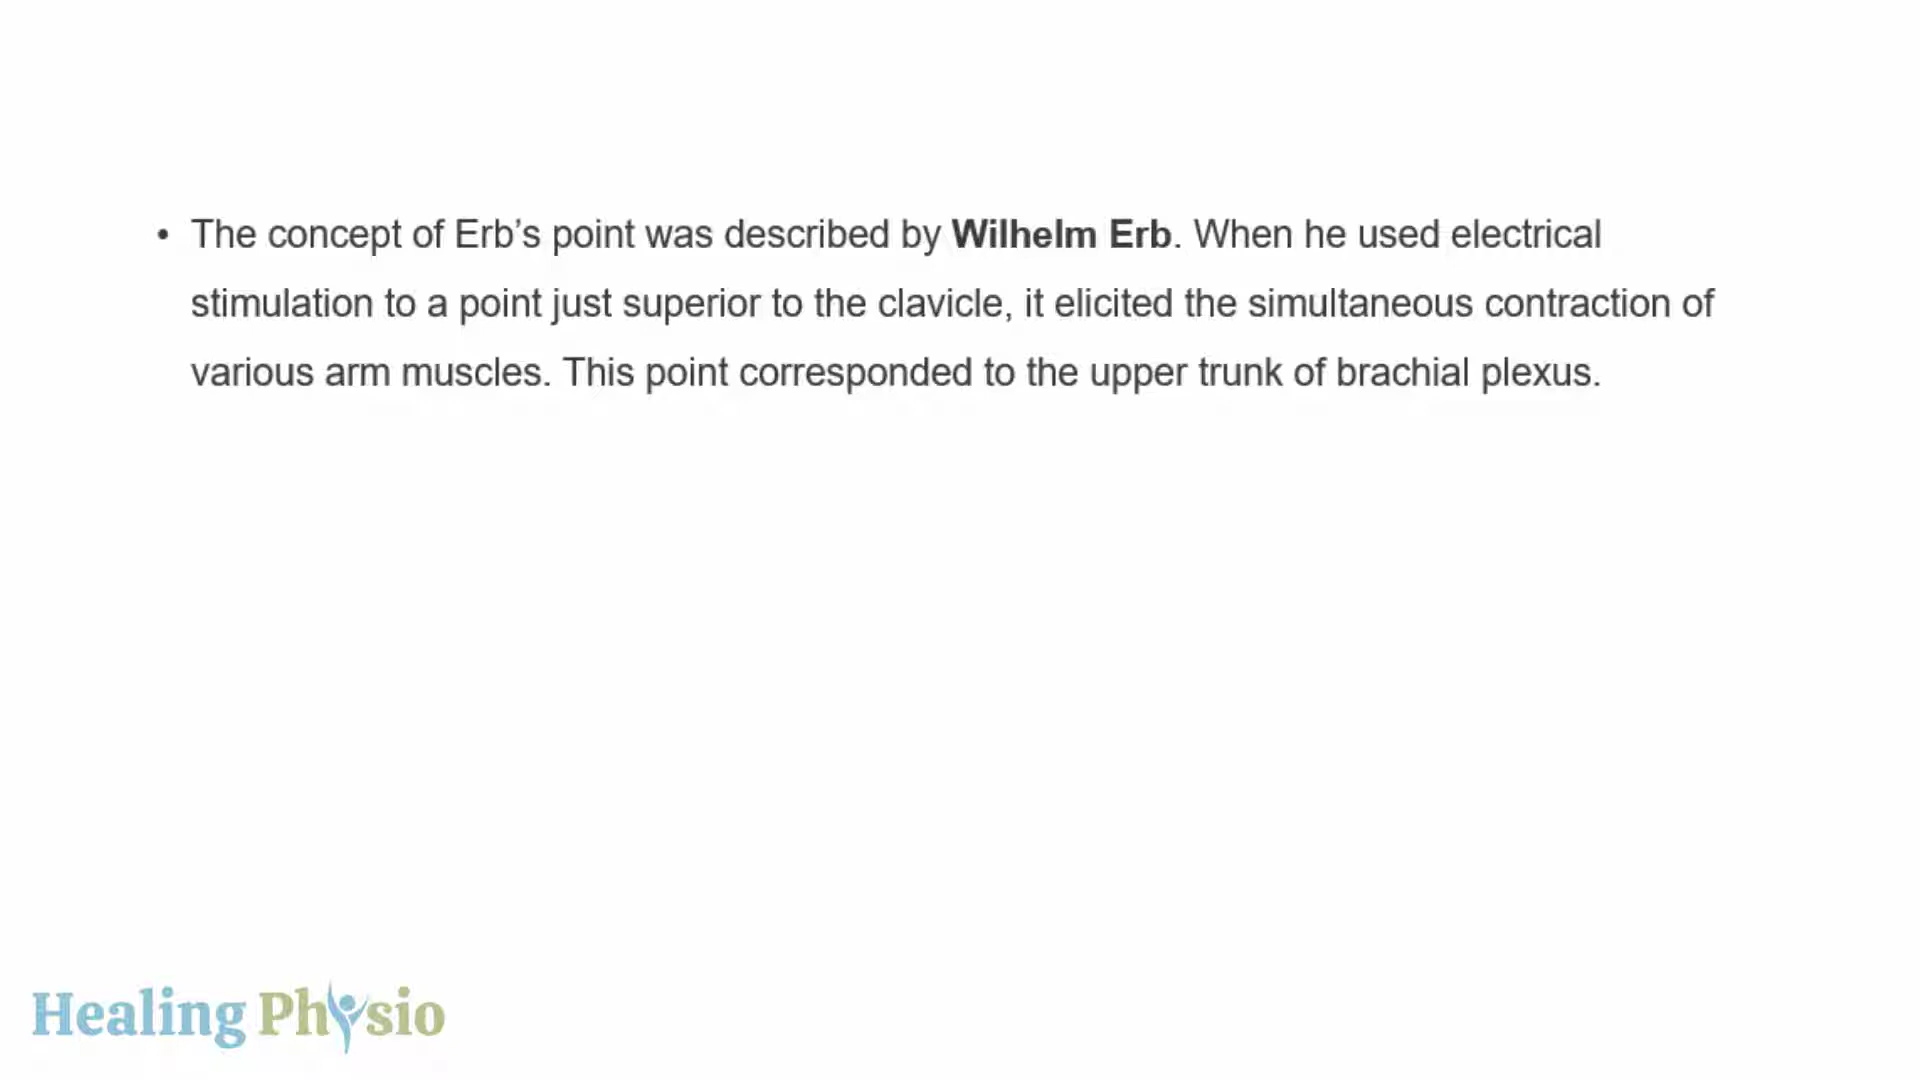 • The concept of Erb’s point was described by Wilhelm Erb. When he used electrical
stimulation to a point just superior to the clavicle, it elicited the simultaneous contraction of
various arm muscles. This point corresponded to the upper trunk of brachial plexus.
Healing Physio